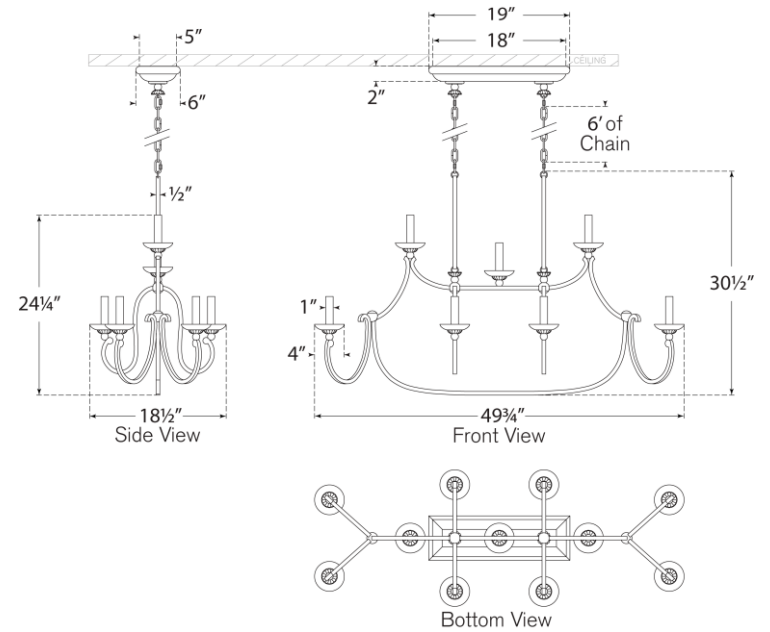 19”
5”
18”
CEILING
2”
6”
6’ of
Chain
½”
24¼”
30½”
1”
4”
18½”
49¾”
Side View
Front View
Bottom View